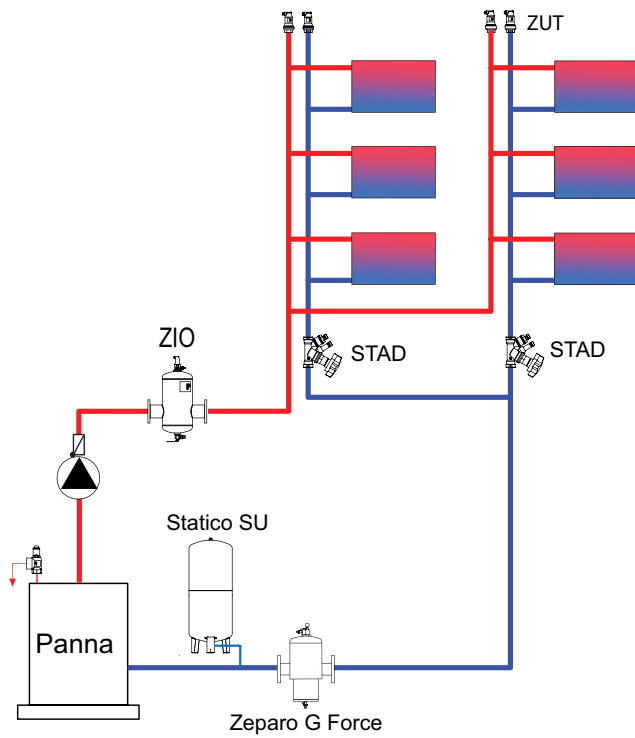 ZUT
ZIO
STAD
STAD
Statico SU
Panna
Zeparo G Force